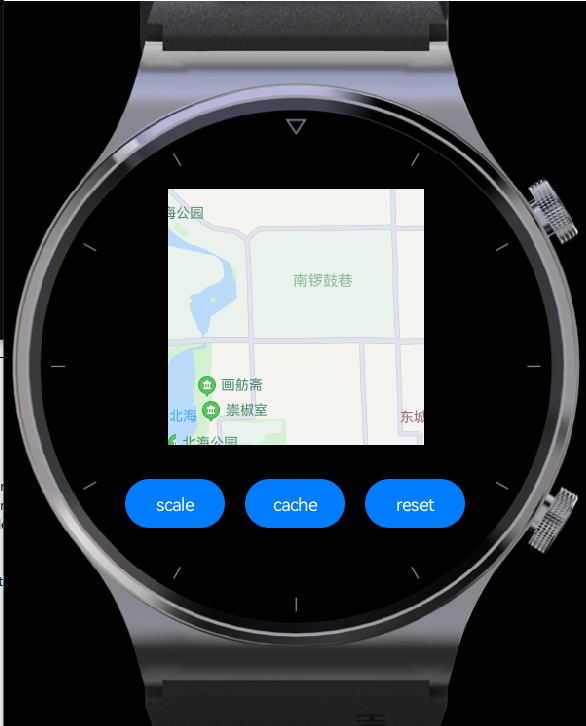 海公园
南锣鼓巷
画舫斋
北海
崇椒室
东城
北海公园
scale
cache
reset